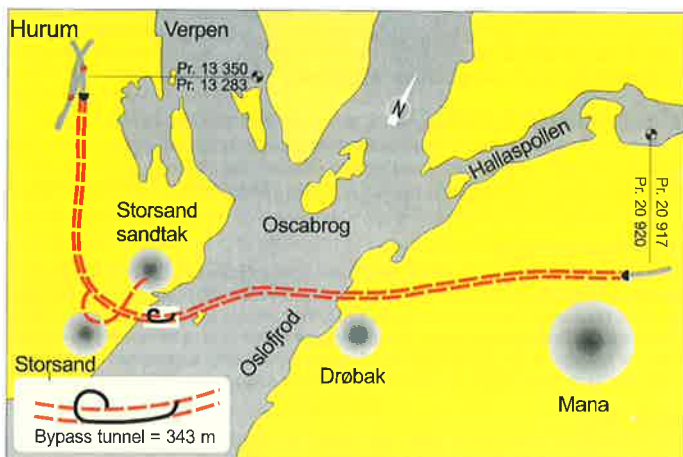 Hurum
Verpen
Pr. 13 350
Pr. 13 283
N
Hallaspollen
Pr. 20 917
Pr. 20 920
Storsand
sandtak
Oscabrog
Oslofjrod
Storsand
Drøbak
Mana
Bypass tunnel = 343 m